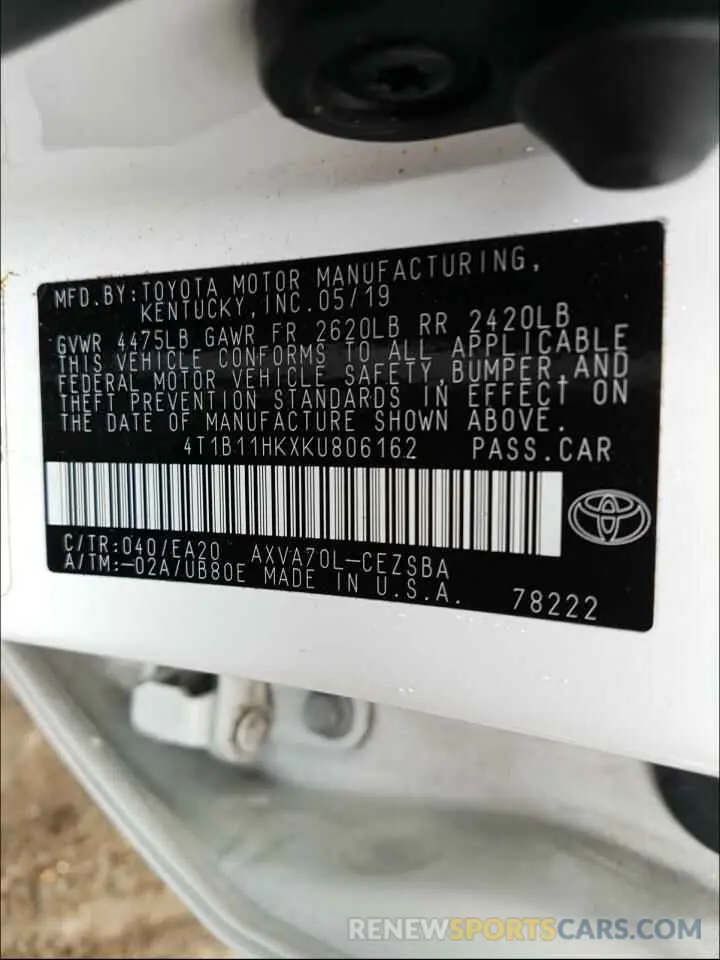 MFD.BY:TOYOTA MOTOR MANUFACTURING,
KENTUCKY,INC.05/19
GVWR 4475LB GAWR FR 2620LB RR 2420LB
THIS VEHICLE CONFORMS TO ALL APPLICABLE
FEDERAL MOTOR VEHICLE SAFETY,BUMPER,AND
THEFT PREVENTION STANDARDS IN EFFECT ON
THE DATE OF MANUFACTURE SHOWN ABOVE.
4T1B11HKXKU806162 PASS.CAR
C/TR:040/EA20 AXVA70L-CEZSBA
A/TM:-02A/UB80E MADE IN U.S.A. 78222
RENEWSPORTSCARS.COM